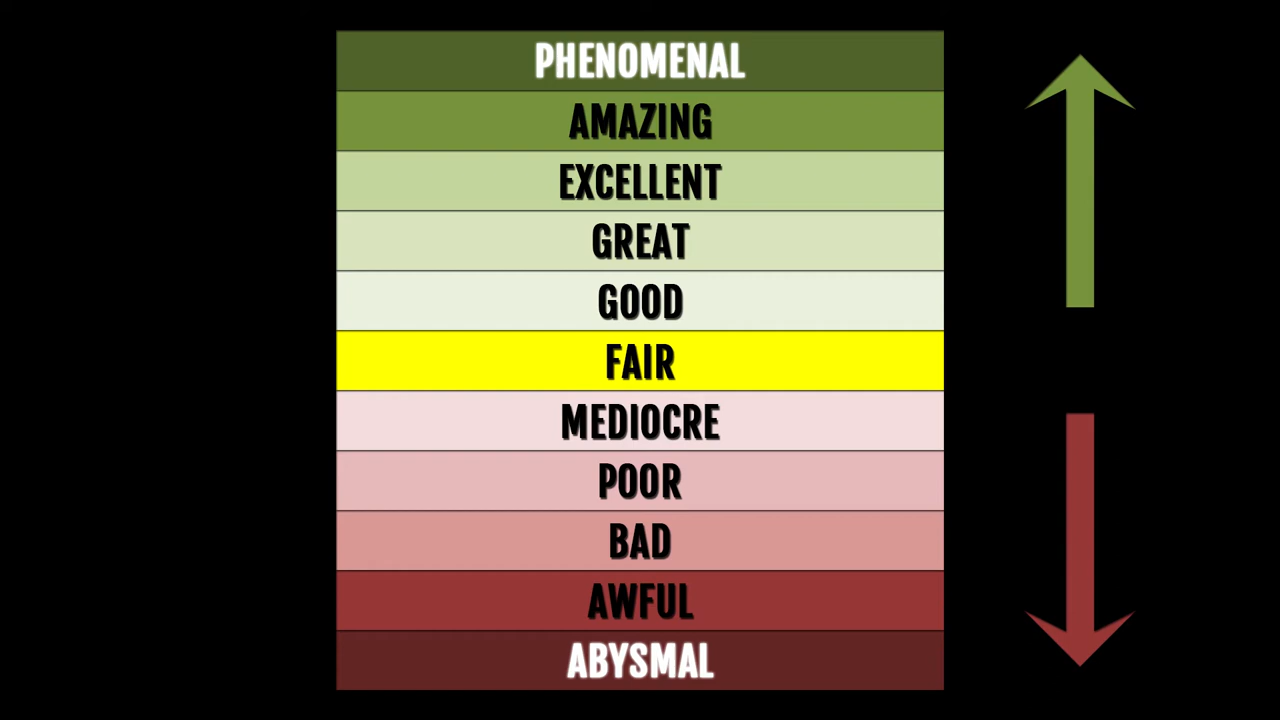 PHENOMENAL
AMAZING
EXCELLENT
GREAT
GOOD
FAIR
MEDIOCRE
POOR
BAD
AWFUL
ABYSMAL